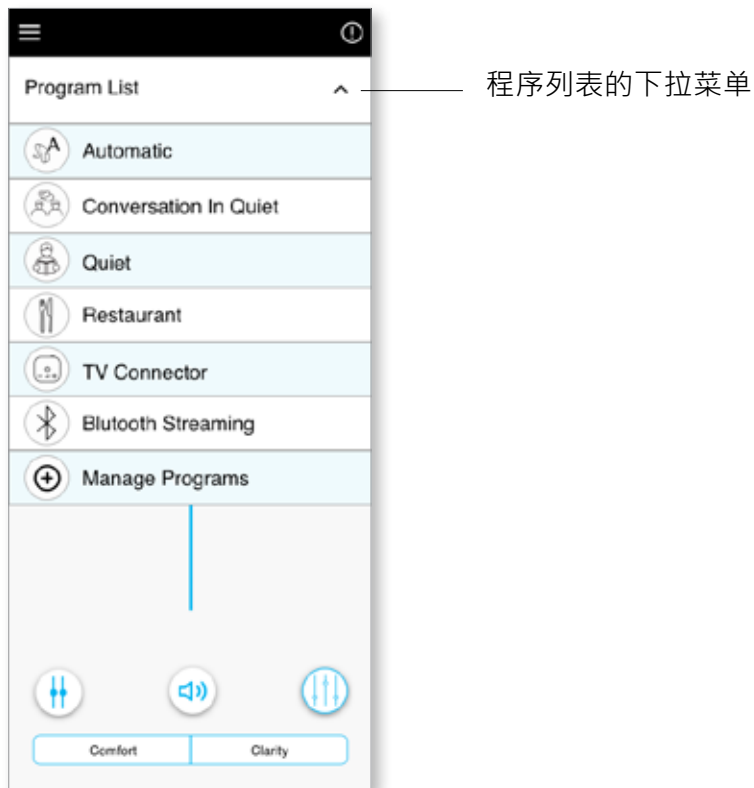 Program List
程序列表的下拉菜单
Automatic
Conversation In Quiet
Quiet
Restaurant
TV Connector
Blutooth Streaming
Manage Programs
Comfort
Clarity